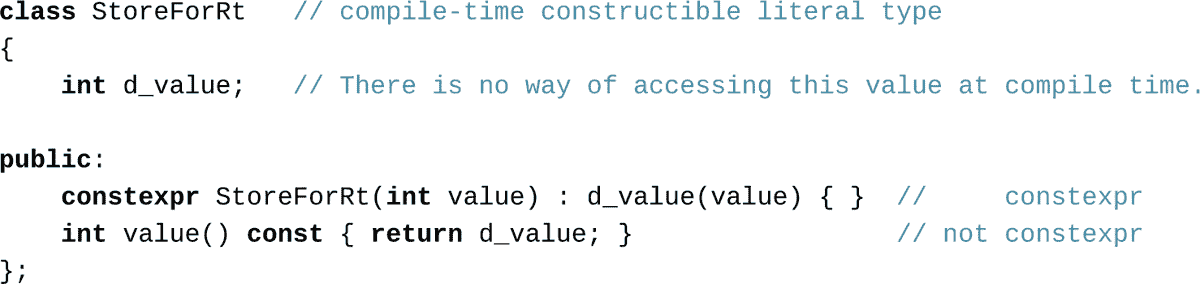 class StoreForRt   // compile-time constructible literal type
{
    int d_value;   // There is no way of accessing this value at compile time.

public:
    constexpr StoreForRt(int value) : d_value(value) { }  //     constexpr
    int value() const { return d_value; }                 // not constexpr
};